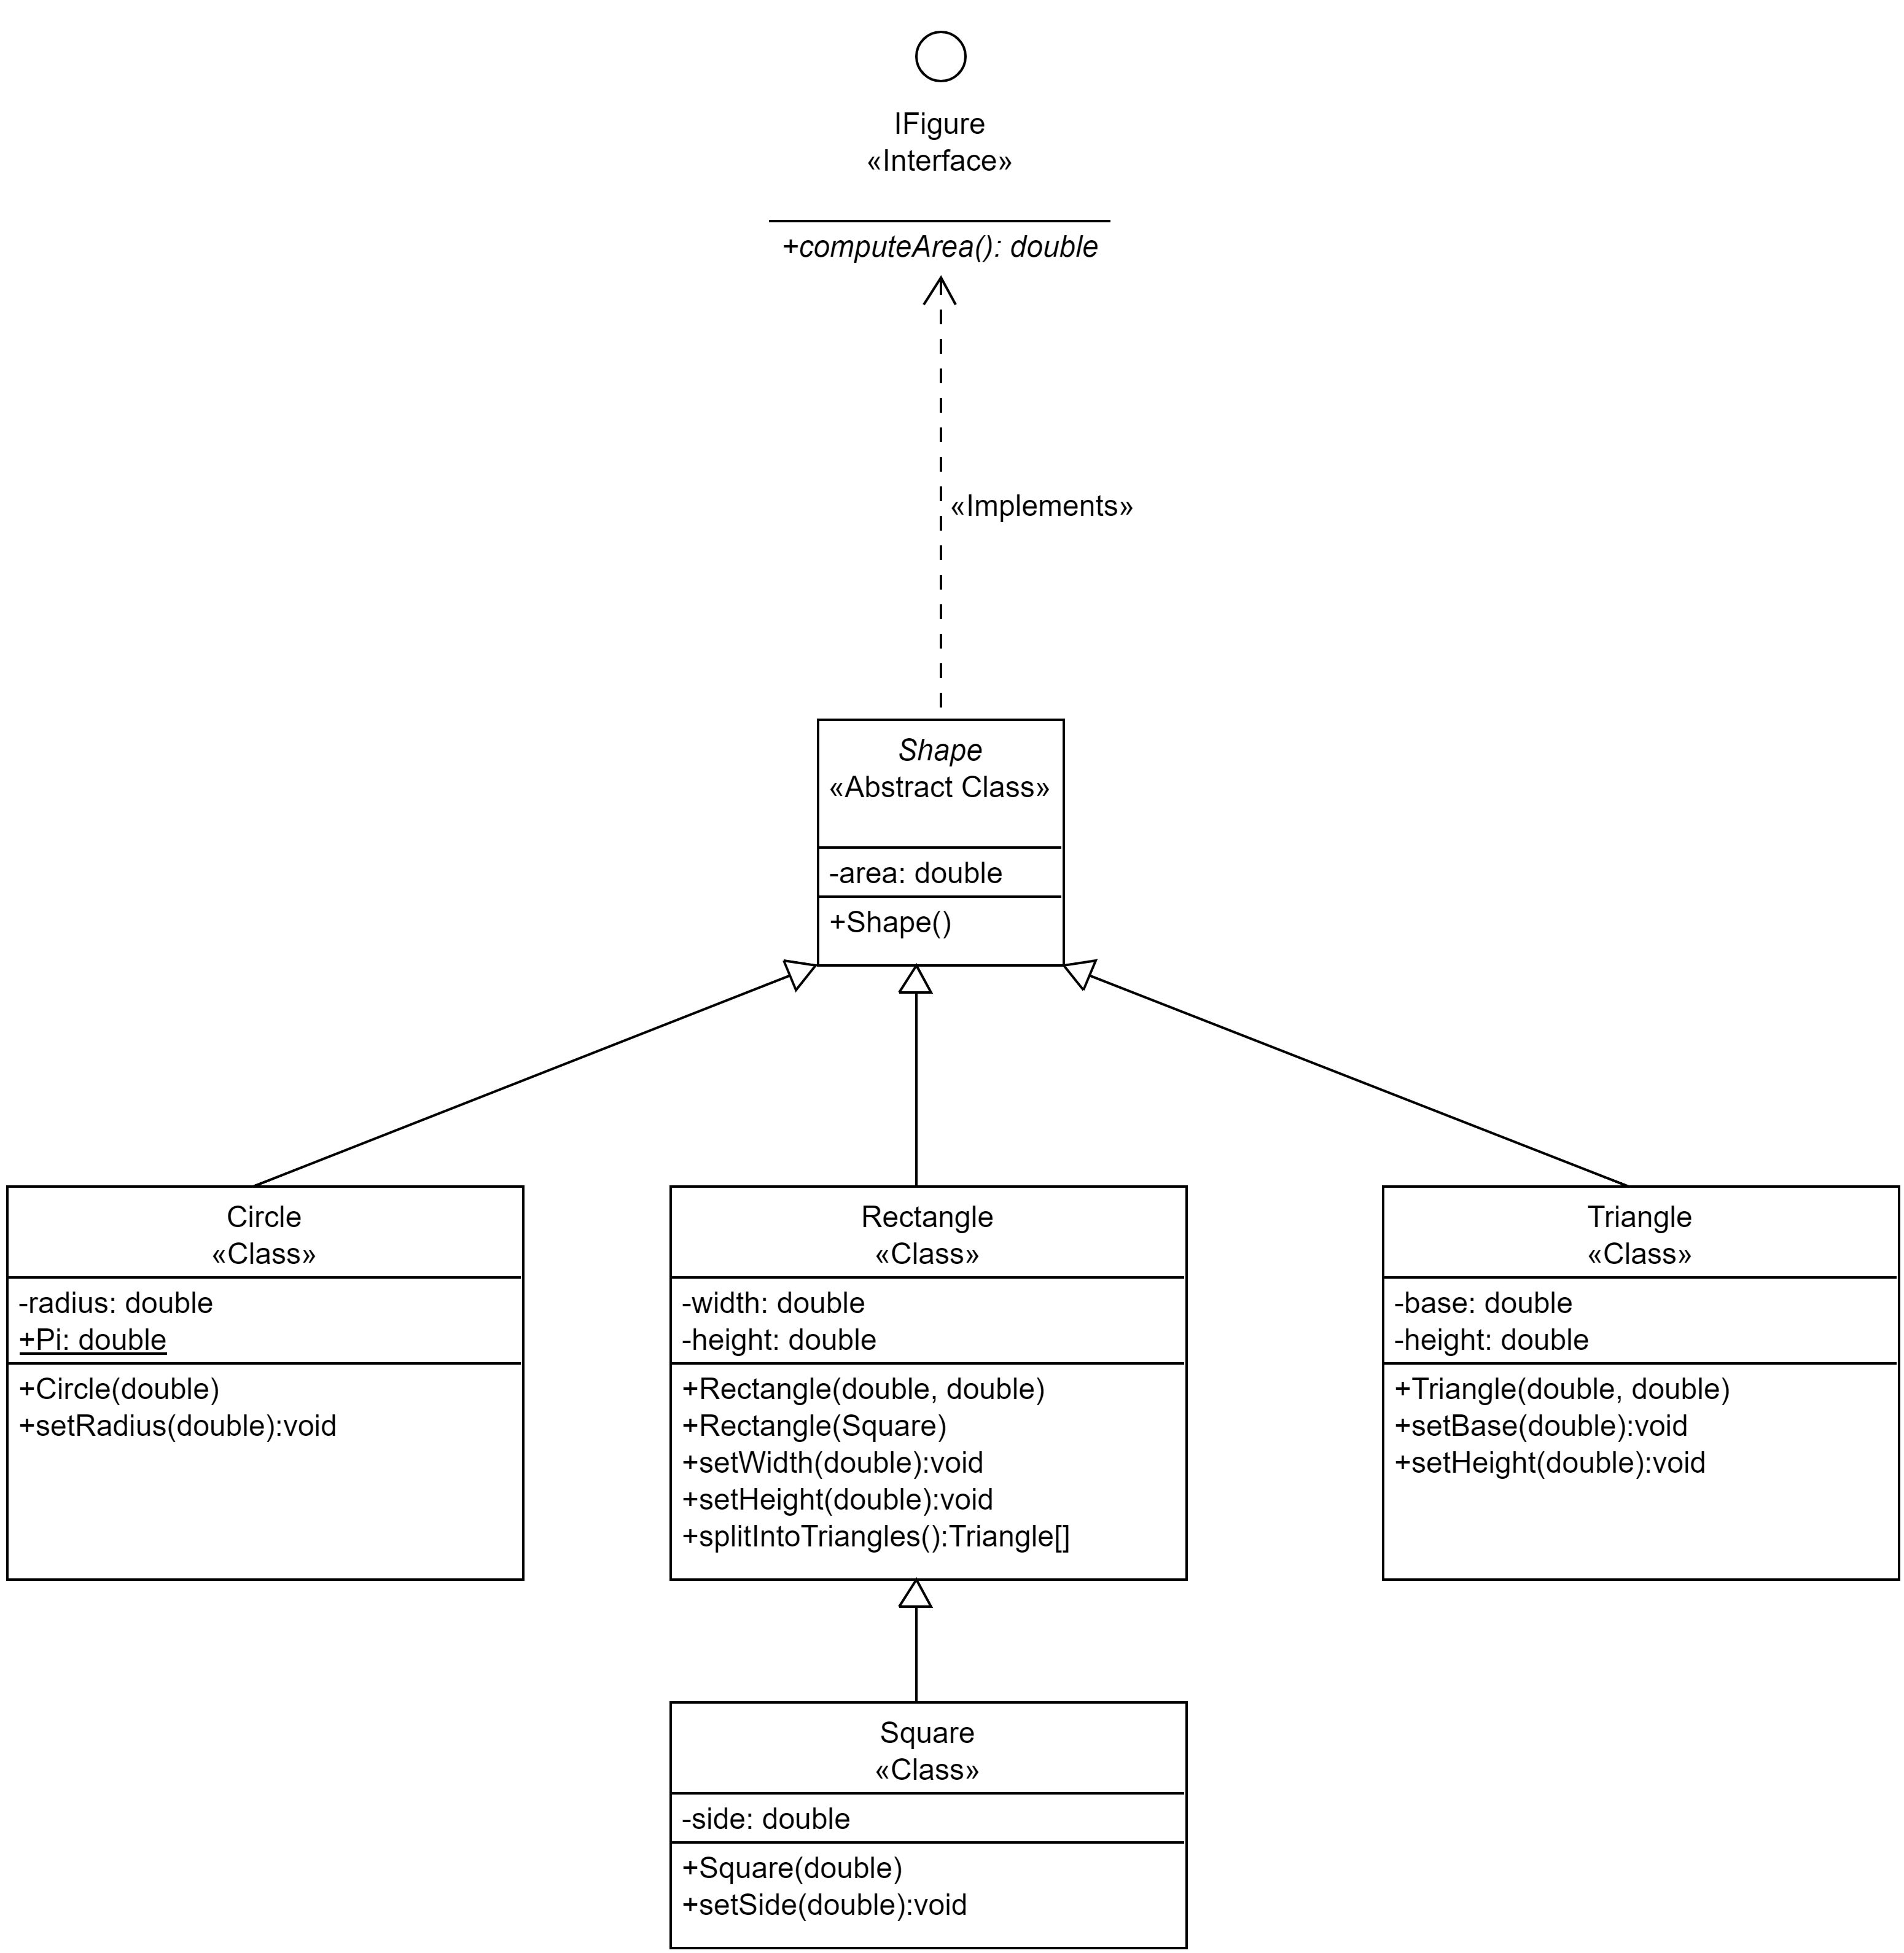 IFigure
«Interface»
+computeArea(): double
«Implements»
Shape
«Abstract Class»
-area: double
+Shape()
Circle
«Class»
-radius: double
+Pi: double
+Circle(double)
+setRadius(double):void
Rectangle
«Class»
-width: double
-height: double
+Rectangle(double, double)
+Rectangle(Square)
+setWidth(double):void
+setHeight(double):void
+splitIntoTriangles():Triangle[]
Triangle
«Class»
-base: double
-height: double
+Triangle(double, double)
+setBase(double):void
+setHeight(double):void
Square
«Class»
-side: double
+Square(double)
+setSide(double):void